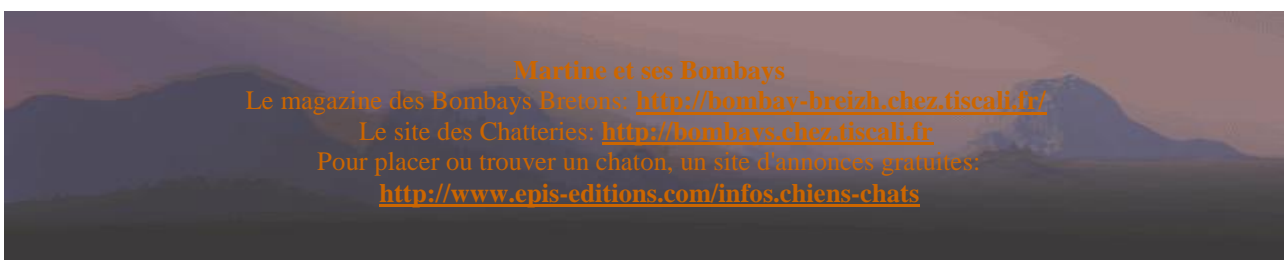 Martine et ses Bombays
Le magazine des Bombays Bretons: http://bombay-breizh.chez.tiscali.fr/
Le site des Chatteries: http://bombays.chez.tiscali.fr
Pour placer ou trouver un chaton, un site d'annonces gratuites:
http://www.epis-editions.com/infos.chiens-chats